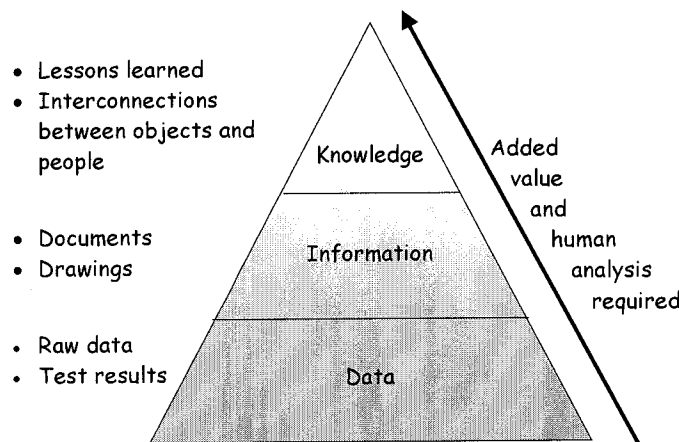 • Lessons learned
• Interconnections
between objects and
people
Knowledge
Added
value
and
human
analysis
required
• Documents
• Drawings
Information
• Raw data
• Test results
Data